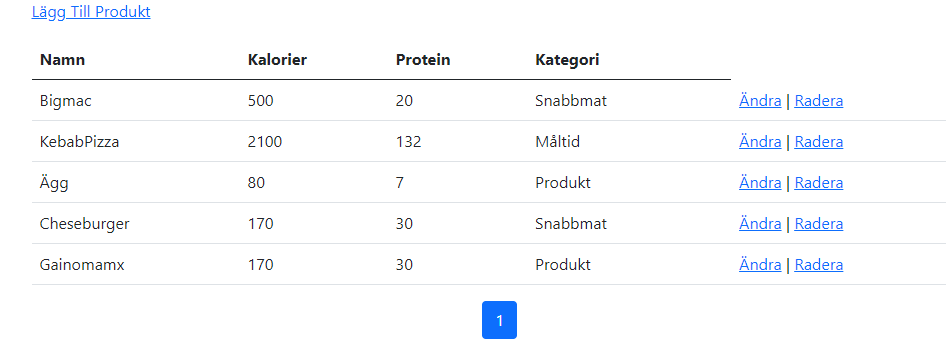 Lägg Till Produkt
Namn Kalorier Protein Kategori
Bigmac 500 20 Snabbmat Ändra | Radera
KebabPizza 2100 132 Måltid Ändra | Radera
Ägg 80 7 Produkt Ändra | Radera
Cheseburger 170 30 Snabbmat Ändra | Radera
Gainomamx 170 30 Produkt Ändra | Radera
1